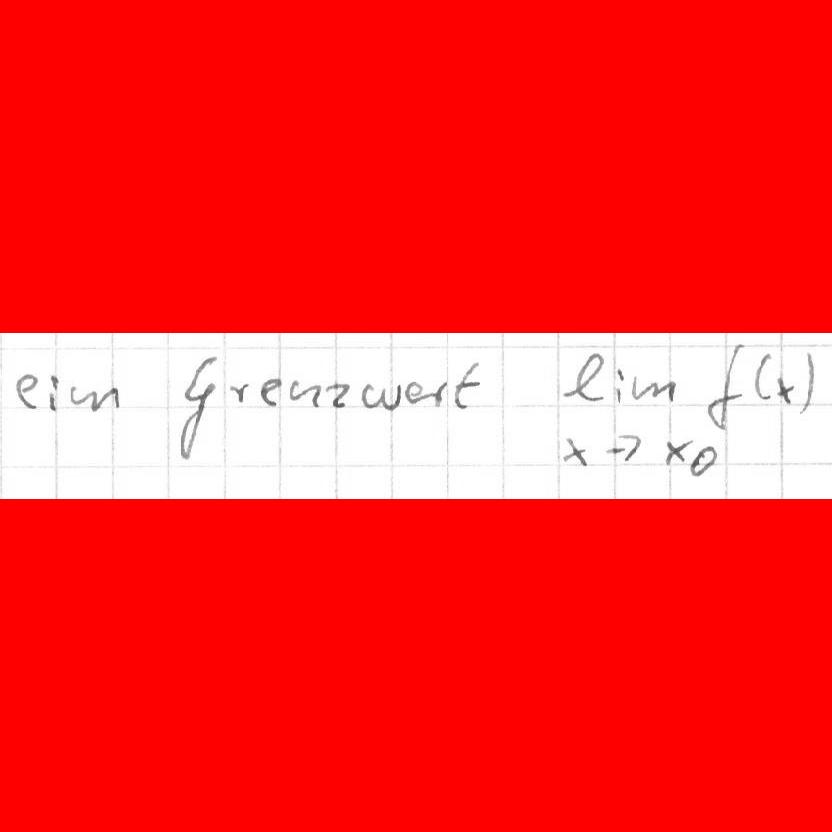 ein Grenzwert lim f(x)
x → x₀